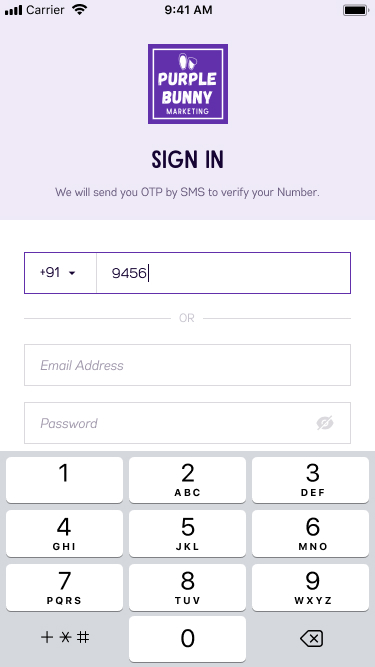 Carrier 9:41 AM
PURPLE
BUNNY
MARKETING
SIGN IN
We will send you OTP by SMS to verify your Number.
+91 9456
OR
Email Address
Password
1 2 3
ABC DEF
4 5 6
GHI JKL MNO
7 8 9
PQRS TUV WXYZ
+ * # 0